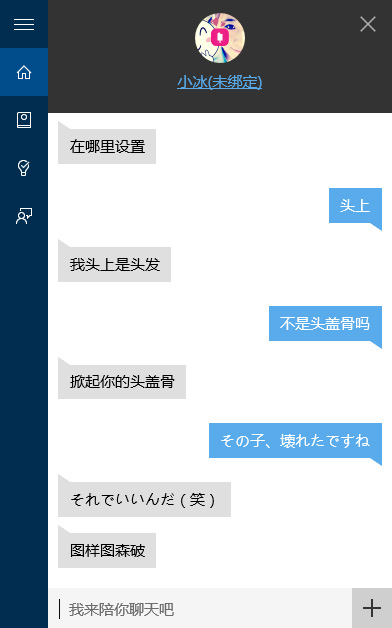 小冰(未绑定)
在哪里设置
头上
我头上是头发
不是头盖骨吗
掀起你的头盖骨
その子、壊れたですね
それでいいんだ（笑）
图样图森破
我来陪你聊天吧